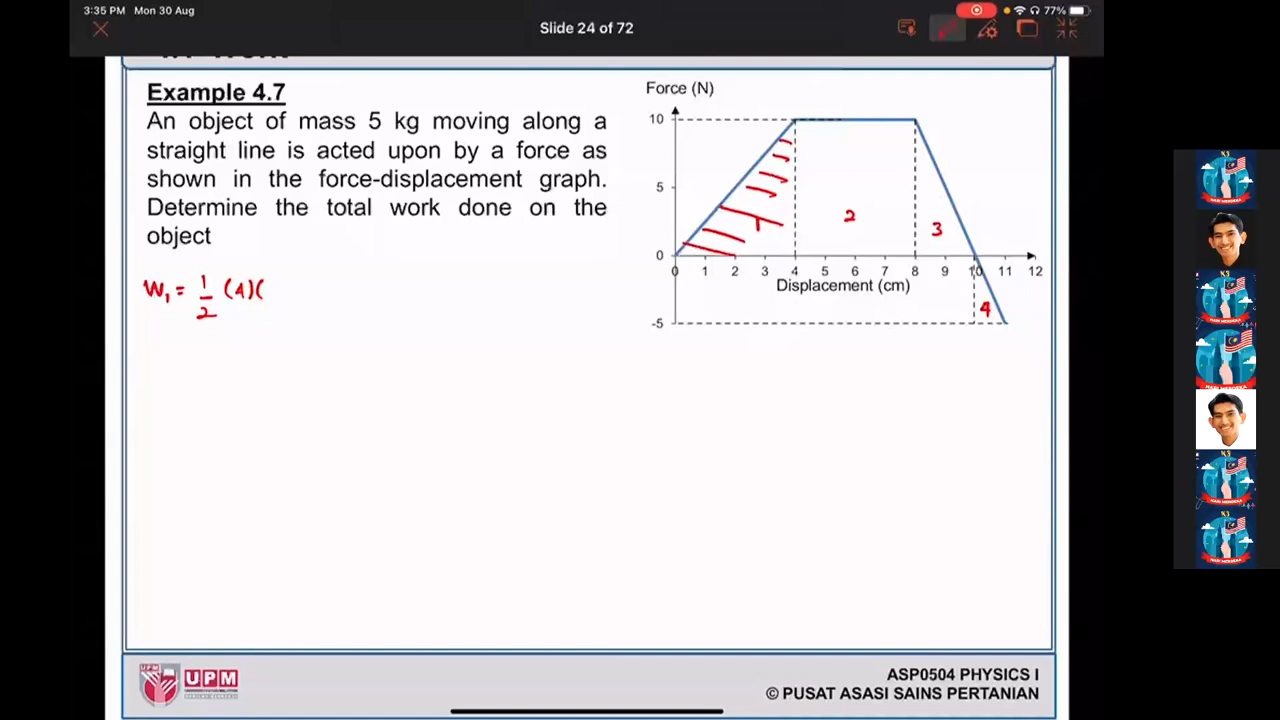 3:35 PM Mon 30 Aug
77%
Slide 24 of 72
Example 4.7
An object of mass 5 kg moving along a
straight line is acted upon by a force as
shown in the force-displacement graph.
Determine the total work done on the
object
W₁ = 1/2 (4)(
Force (N)
10
5
0
-5
0 1 2 3 4 5 6 7 8 9 10 11 12
Displacement (cm)
1
2
3
4
UPM
UPM
ASP0504 PHYSICS I
© PUSAT ASASI SAINS PERTANIAN